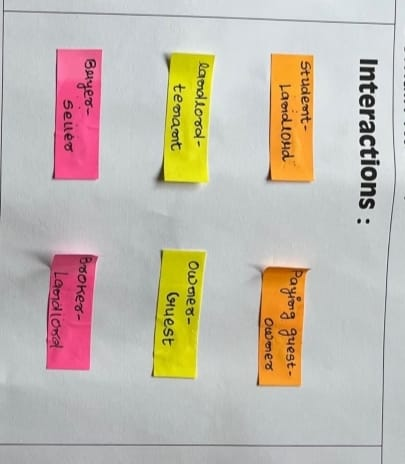 Interactions :
Student-
Landlord
Paying guest-
owner
landlord-
tenant
owner-
Guest
Buyer-
Seller
Broker-
Landlord